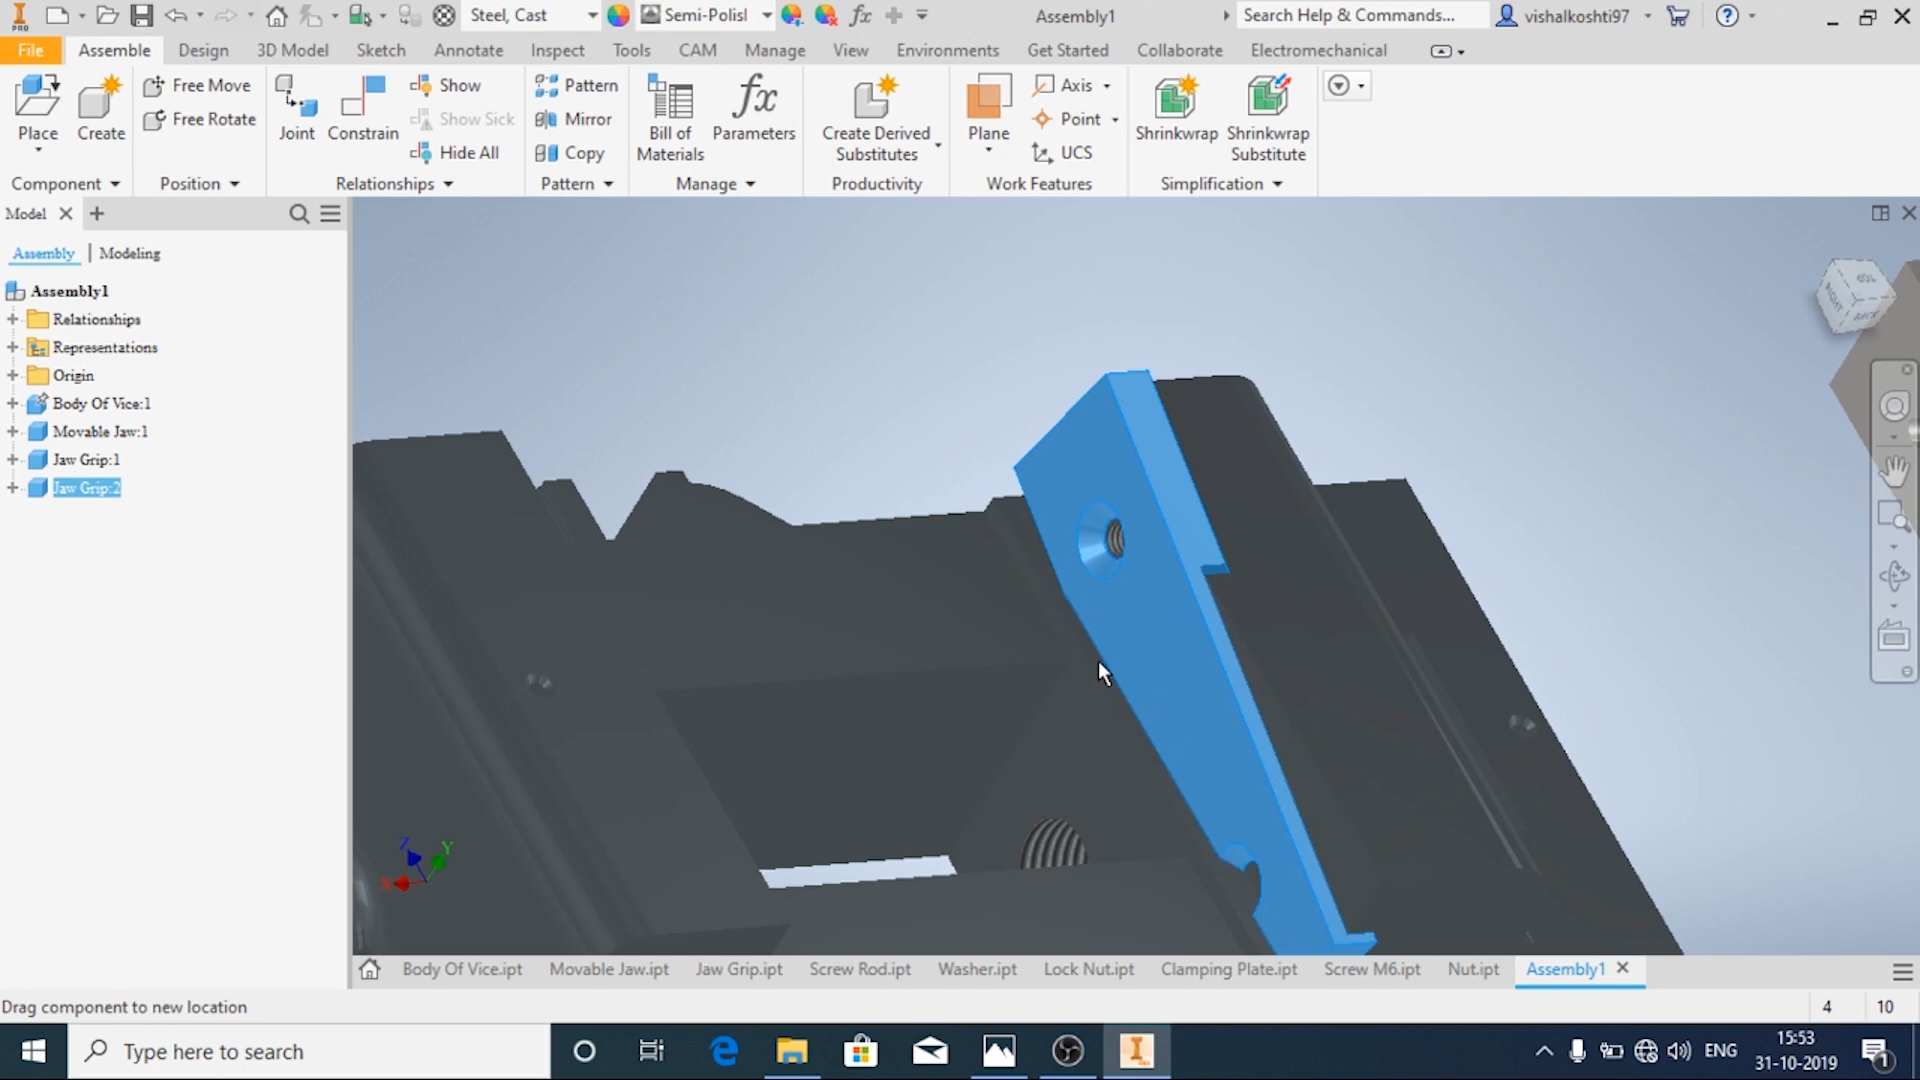 Steel, Cast
Semi-Polisl
Assembly1
Search Help & Commands...
vishalkoshti97
PRO
File
Assemble
Design
3D Model
Sketch
Annotate
Inspect
Tools
CAM
Manage
View
Environments
Get Started
Collaborate
Electromechanical
Place
Create
Free Move
Free Rotate
Joint
Constrain
Show
Show Sick
Hide All
Pattern
Mirror
Copy
Bill of
Materials
fx
Parameters
Create Derived
Substitutes
Plane
Axis
Point
UCS
Shrinkwrap
Shrinkwrap
Substitute
Component
Position
Relationships
Pattern
Manage
Productivity
Work Features
Simplification
Model
Assembly
Modeling
Assembly1
Relationships
Representations
Origin
Body Of Vice:1
Movable Jaw:1
Jaw Grip:1
Jaw Grip:2
TOP
RIGHT
BACK
Z
Y
X
Body Of Vice.ipt
Movable Jaw.ipt
Jaw Grip.ipt
Screw Rod.ipt
Washer.ipt
Lock Nut.ipt
Clamping Plate.ipt
Screw M6.ipt
Nut.ipt
Assembly1
Drag component to new location
4
10
Type here to search
ENG
15:53
31-10-2019
1